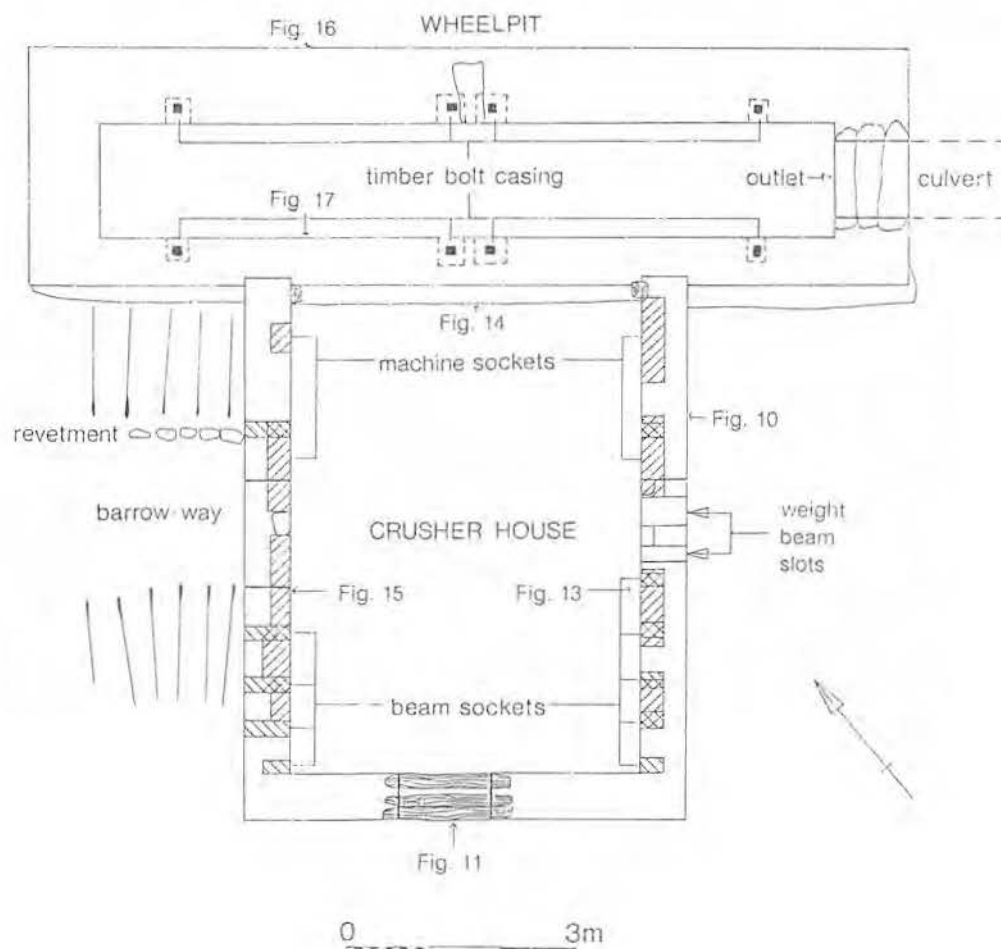 Fig. 16
WHEELPIT
timber bolt casing
outlet
culvert
Fig. 17
Fig. 14
machine sockets
Fig. 10
revetment
barrow-way
CRUSHER HOUSE
weight
beam
slots
Fig. 15
Fig. 13
beam sockets
Fig. 11
0 3m